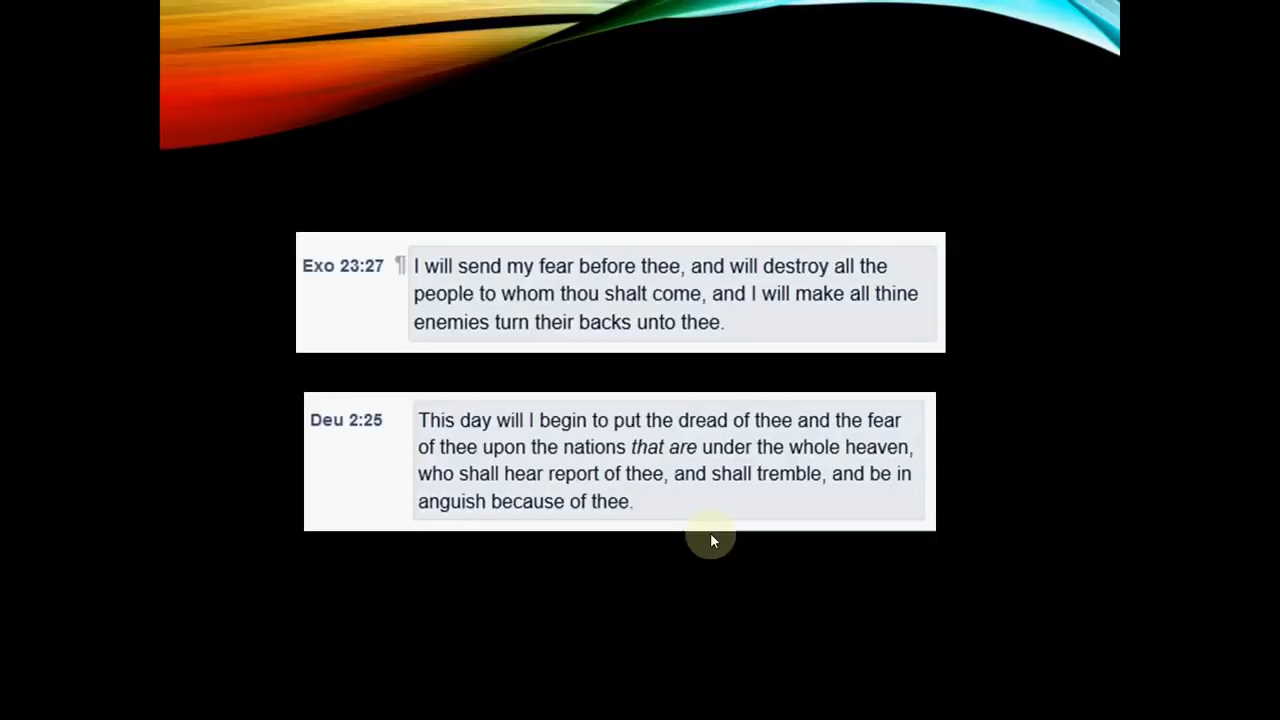 Exo 23:27 ¶ I will send my fear before thee, and will destroy all the
people to whom thou shalt come, and I will make all thine
enemies turn their backs unto thee.
Deu 2:25 This day will I begin to put the dread of thee and the fear
of thee upon the nations that are under the whole heaven,
who shall hear report of thee, and shall tremble, and be in
anguish because of thee.